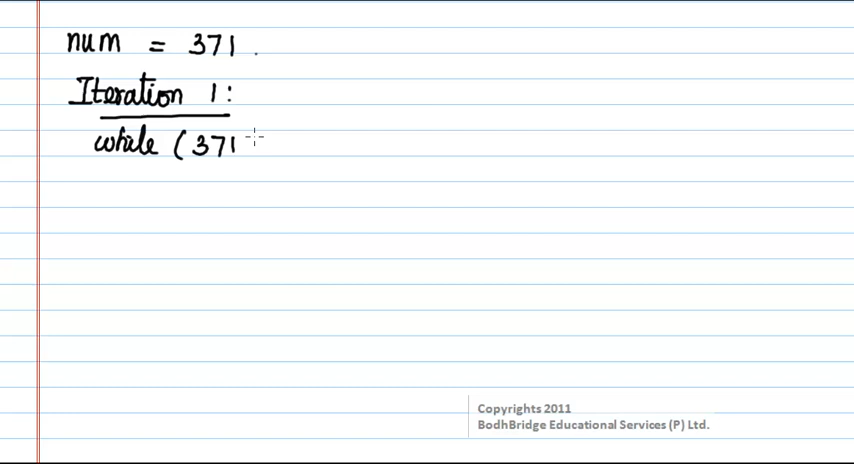 num = 371.
Iteration 1:
while (371
Copyrights 2011
BodhBridge Educational Services (P) Ltd.